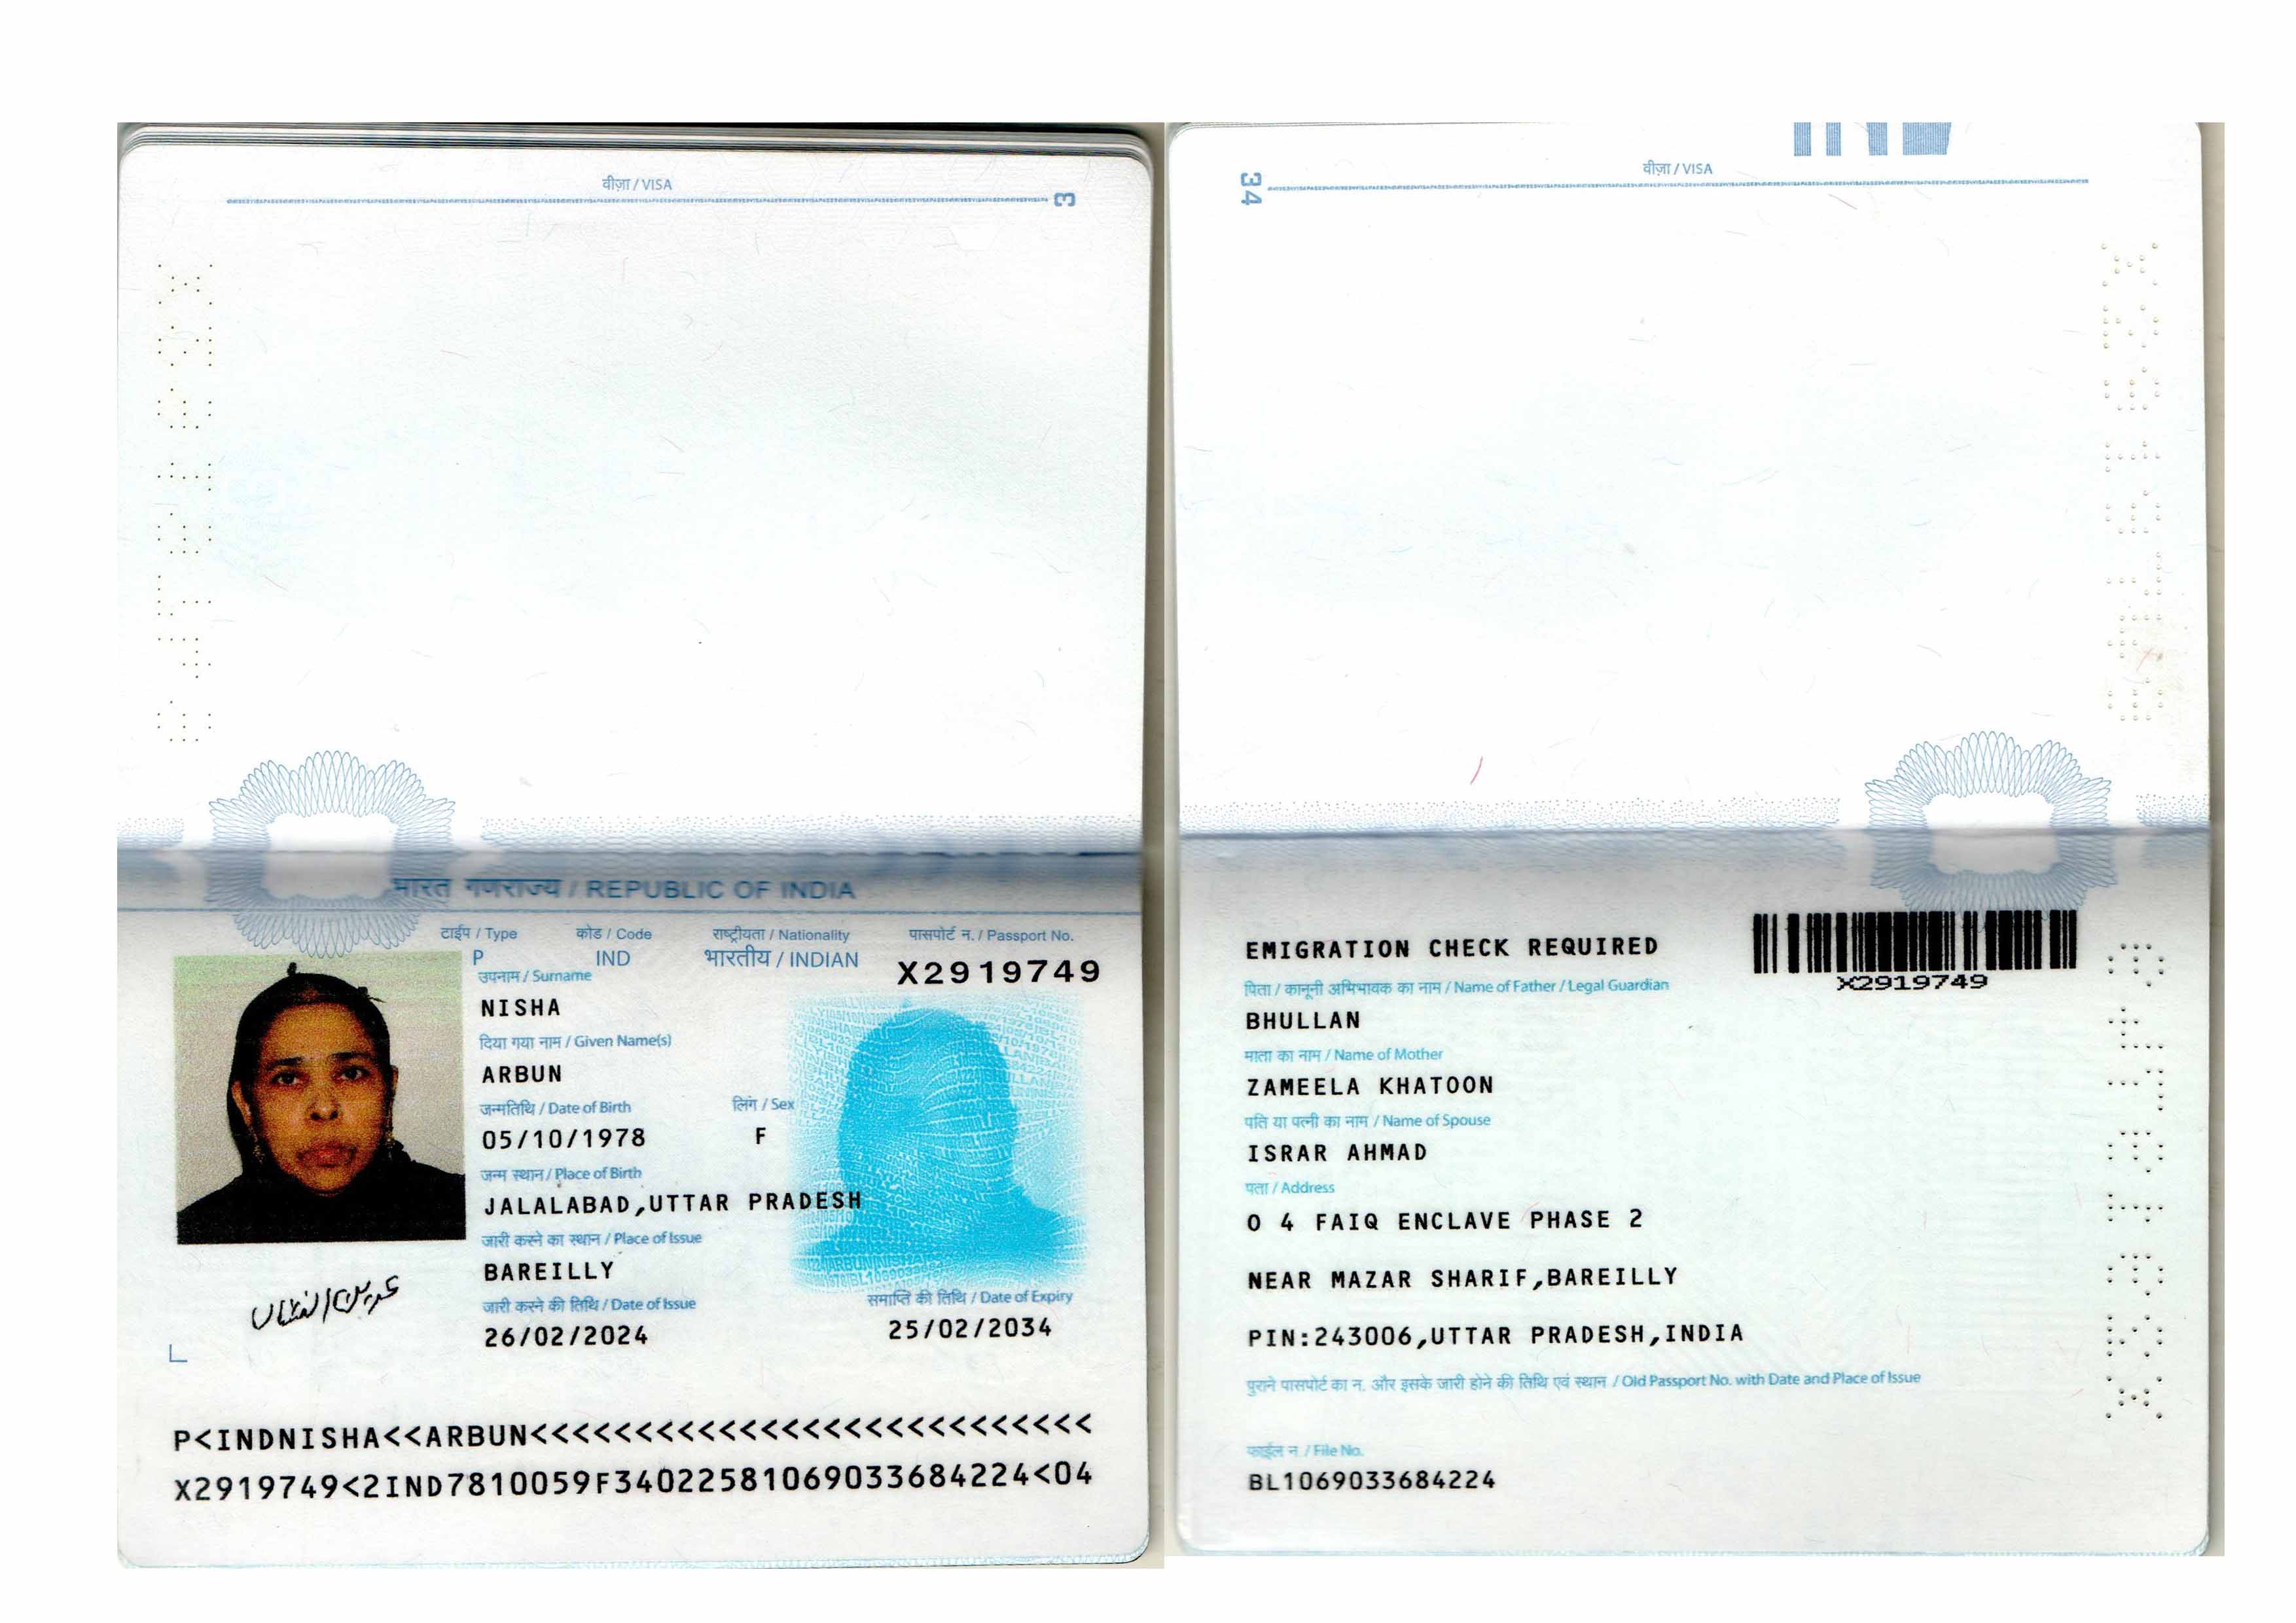 वीज़ा / VISA
3
भारत गणराज्य / REPUBLIC OF INDIA
टाईप / Type
कोड / Code
राष्ट्रीयता / Nationality
पासपोर्ट न. / Passport No.
P
IND
भारतीय / INDIAN
X2919749
उपनाम / Surname
NISHA
दिया गया नाम / Given Name(s)
ARBUN
जन्मतिथि / Date of Birth
लिंग / Sex
05/10/1978
F
जन्म स्थान / Place of Birth
JALALABAD,UTTAR PRADESH
जारी करने का स्थान / Place of Issue
BAREILLY
जारी करने की तिथि / Date of Issue
समाप्ति की तिथि / Date of Expiry
26/02/2024
25/02/2034
P<INDNISHA<<ARBUN<<<<<<<<<<<<<<<<<<<<<<<<<<<
X2919749<2IND7810059F34022581069033684224<04
34
वीज़ा / VISA
EMIGRATION CHECK REQUIRED
X2919749
पिता / कानूनी अभिभावक का नाम / Name of Father / Legal Guardian
BHULLAN
माता का नाम / Name of Mother
ZAMEELA KHATOON
पति या पत्नी का नाम / Name of Spouse
ISRAR AHMAD
पता / Address
O 4 FAIQ ENCLAVE PHASE 2
NEAR MAZAR SHARIF,BAREILLY
PIN:243006,UTTAR PRADESH,INDIA
पुराने पासपोर्ट का न. और इसके जारी होने की तिथि एवं स्थान / Old Passport No. with Date and Place of Issue
फाईल न / File No.
BL1069033684224